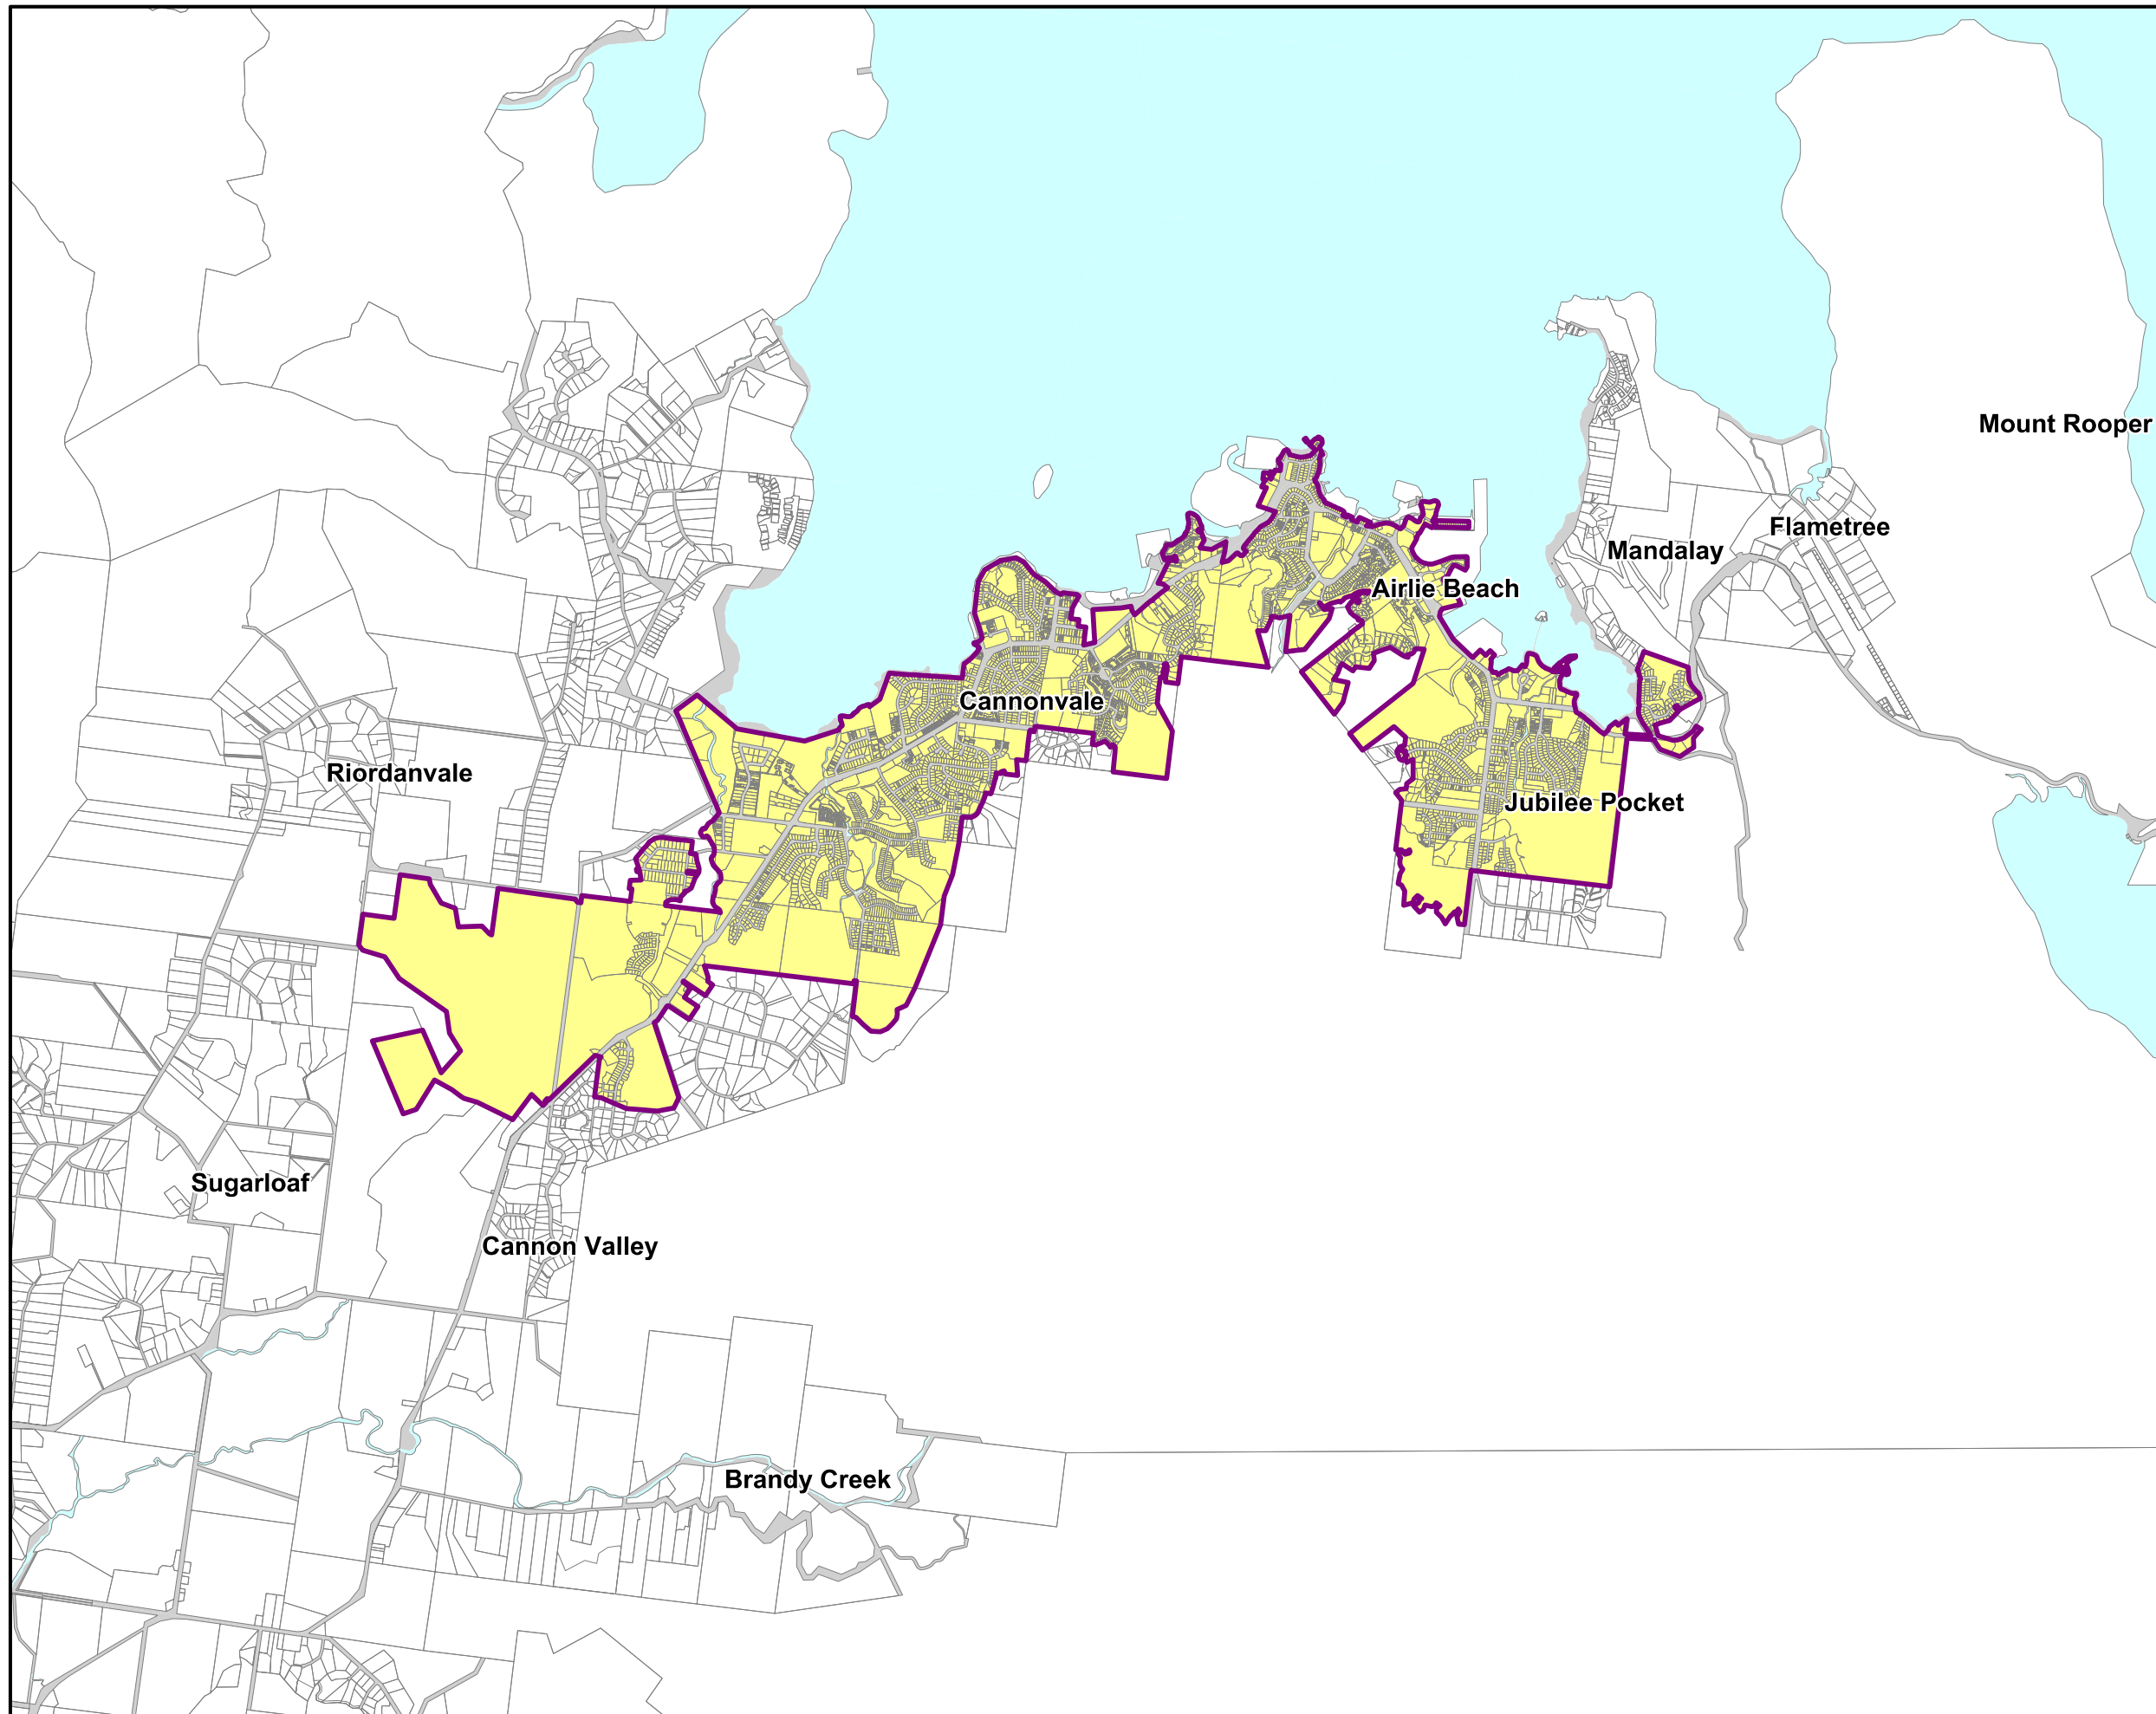 Mount Rooper
Flametree
Mandalay
Airlie Beach
Cannonvale
Riordanvale
Jubilee Pocket
Sugarloaf
Cannon Valley
Brandy Creek